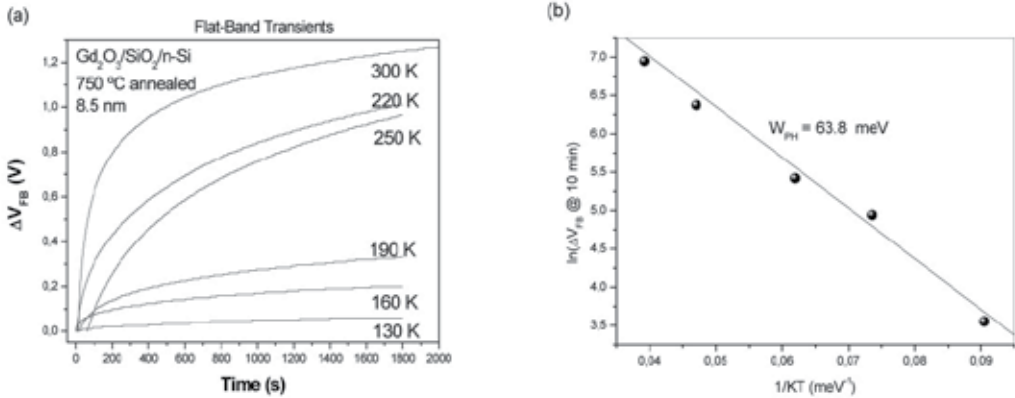 (a)
Flat-Band Transients
Gd₂O₃/SiO₂/n-Si
750 ºC annealed
8.5 nm
300 K
220 K
250 K
190 K
160 K
130 K
1,2
1,0
0,8
0,6
0,4
0,2
0,0
ΔV_FB (V)
0 200 400 600 800 1000 1200 1400 1600 1800 2000
Time (s)
(b)
W_PH = 63.8 meV
7.0
6.5
6.0
5.5
5.0
4.5
4.0
3.5
ln(ΔV_FB @ 10 min)
0,04 0,05 0,06 0,07 0,08 0,09
1/KT (meV⁻¹)